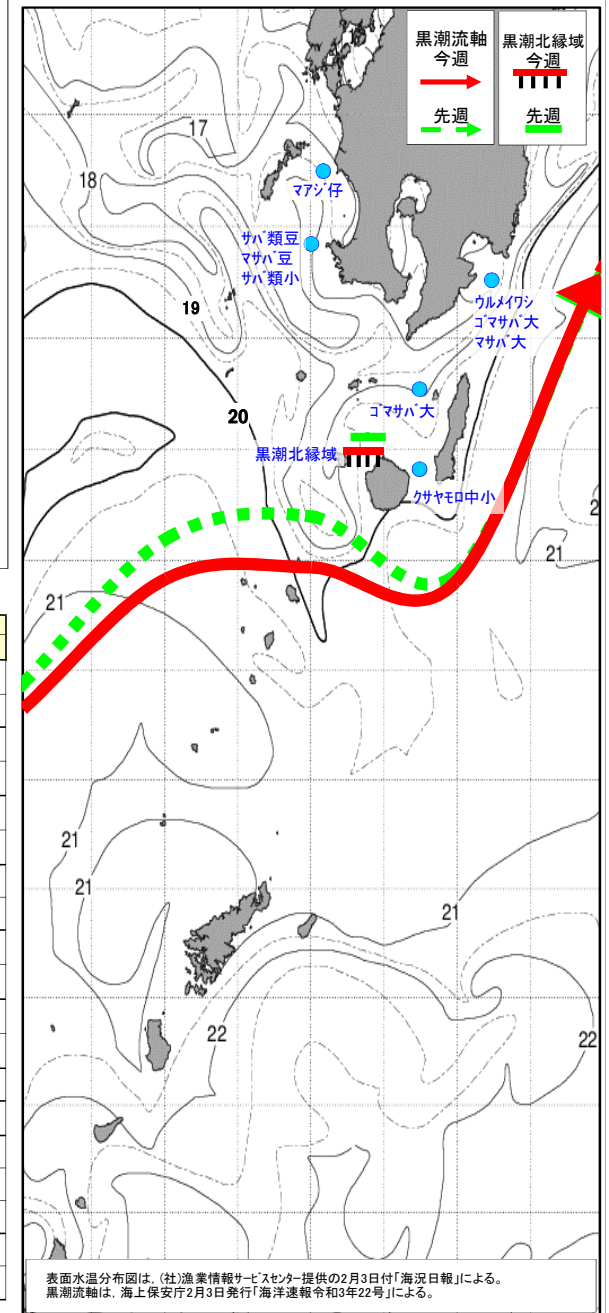 黒潮流軸
今週
先週
黒潮北縁域
今週
先週
17
18
マアジ仔
サバ類豆
マサバ豆
サバ類小
ウルメイワシ
ゴマサバ大
マサバ大
19
ゴマサバ大
20
黒潮北縁域
クサヤモロ中小
21
21
21
21
21
22
22
表面水温分布図は,(社)漁業情報サービスセンター提供の2月3日付「海況日報」による。
黒潮流軸は,海上保安庁2月3日発行「海洋速報令和3年22号」による。